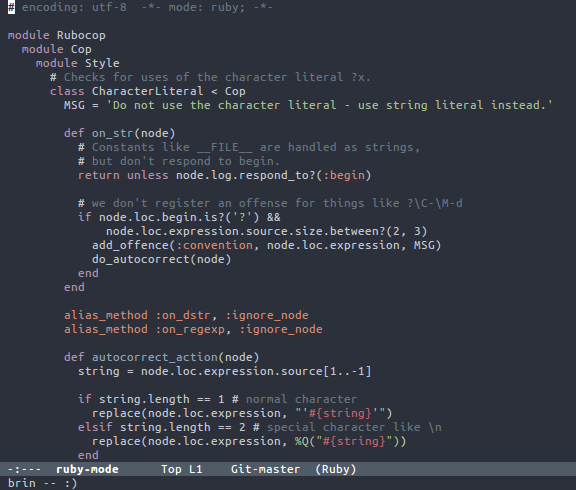 # encoding: utf-8  -*- mode: ruby; -*-

module Rubocop
  module Cop
    module Style
      # Checks for uses of the character literal ?x.
      class CharacterLiteral < Cop
        MSG = 'Do not use the character literal - use string literal instead.'

        def on_str(node)
          # Constants like __FILE__ are handled as strings,
          # but don't respond to begin.
          return unless node.log.respond_to?(:begin)

          # we don't register an offense for things like ?\C-\M-d
          if node.loc.begin.is?('?') &&
              node.loc.expression.source.size.between?(2, 3)
            add_offence(:convention, node.loc.expression, MSG)
            do_autocorrect(node)
          end
        end

        alias_method :on_dstr, :ignore_node
        alias_method :on_regexp, :ignore_node

        def autocorrect_action(node)
          string = node.loc.expression.source[1..-1]

          if string.length == 1 # normal character
            replace(node.loc.expression, "'#{string}'")
          elsif string.length == 2 # special character like \n
            replace(node.loc.expression, %Q("#{string}"))
          end
-:---  ruby-mode      Top L1    Git-master  (Ruby)
brin -- :)